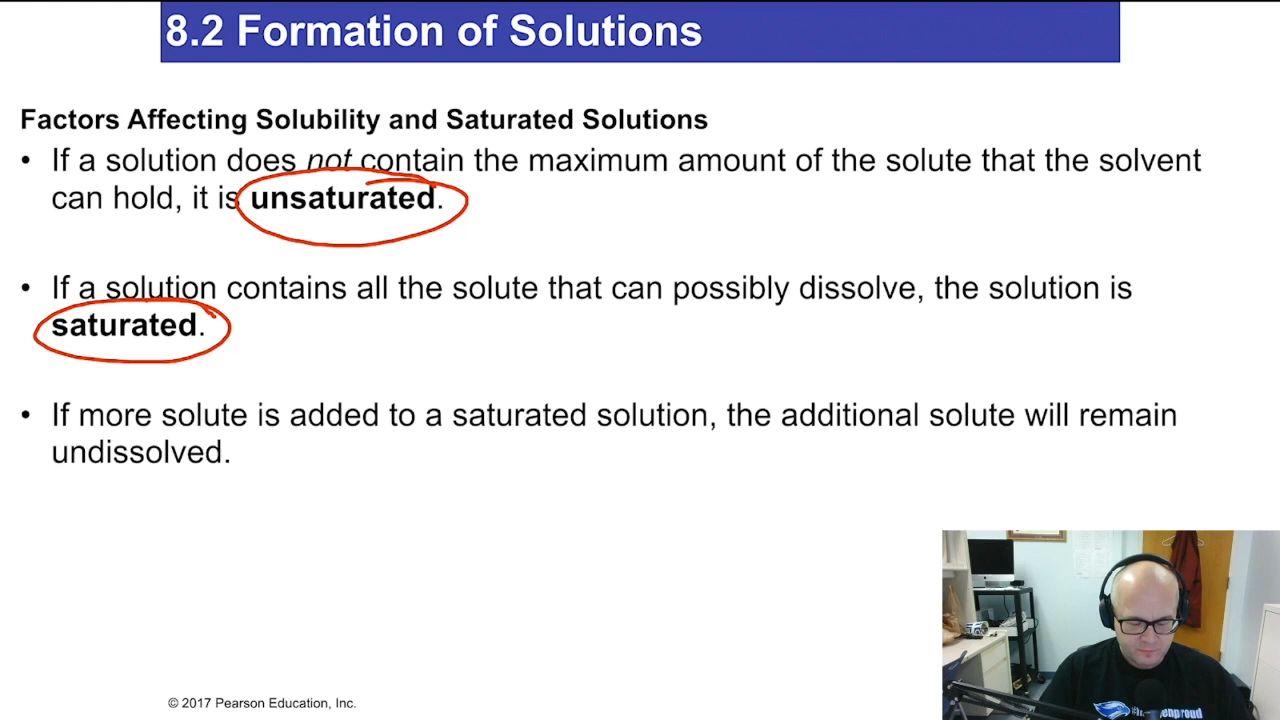 8.2 Formation of Solutions
Factors Affecting Solubility and Saturated Solutions
• If a solution does not contain the maximum amount of the solute that the solvent
can hold, it is unsaturated.
• If a solution contains all the solute that can possibly dissolve, the solution is
saturated.
• If more solute is added to a saturated solution, the additional solute will remain
undissolved.
© 2017 Pearson Education, Inc.